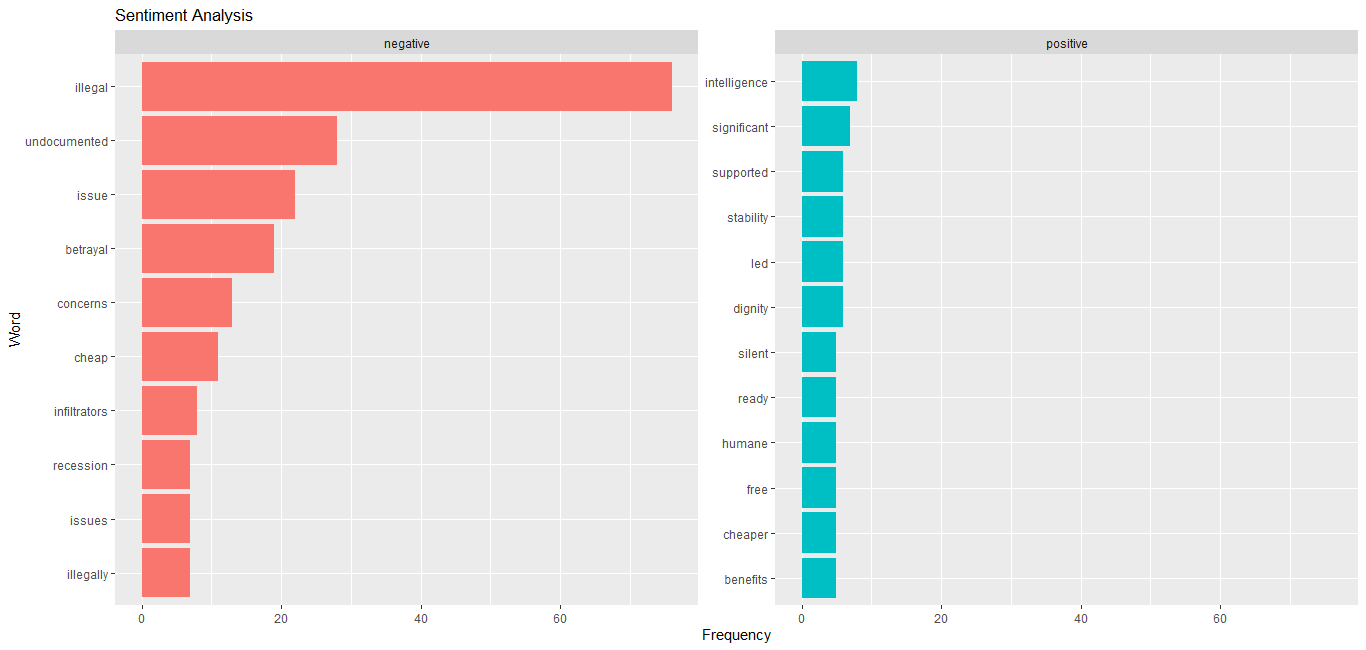 Sentiment Analysis
negative
positive
Word
illegal
undocumented
issue
betrayal
concerns
cheap
infiltrators
recession
issues
illegally
0 20 40 60
intelligence
significant
supported
stability
led
dignity
silent
ready
humane
free
cheaper
benefits
0 20 40 60
Frequency